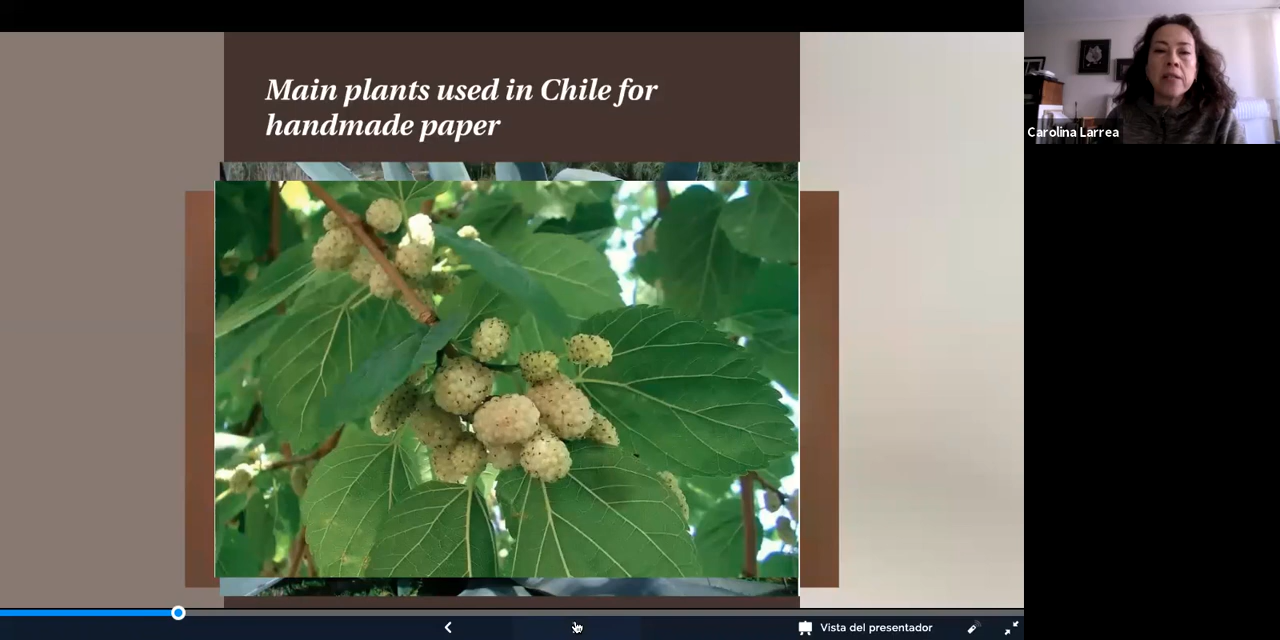 Main plants used in Chile for
handmade paper
Carolina Larrea
Vista del presentador